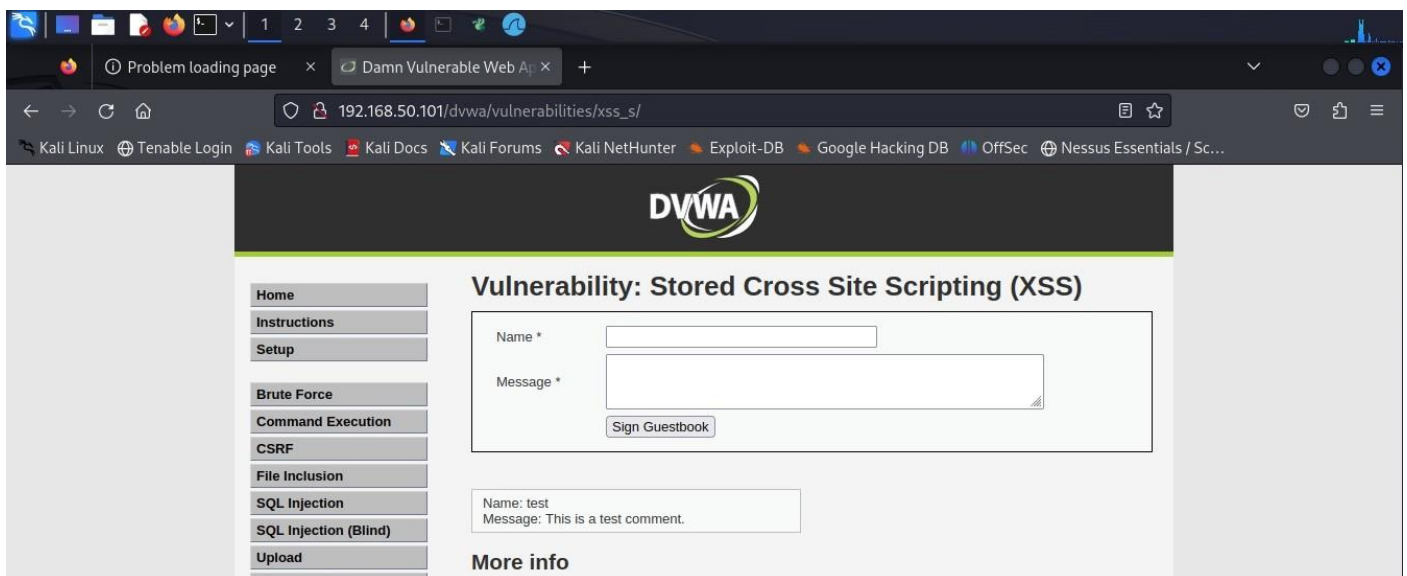 1 2 3 4
Problem loading page × Damn Vulnerable Web Ap × +
192.168.50.101/dvwa/vulnerabilities/xss_s/
Kali Linux Tenable Login Kali Tools Kali Docs Kali Forums Kali NetHunter Exploit-DB Google Hacking DB OffSec Nessus Essentials / Sc...
DVWA
Vulnerability: Stored Cross Site Scripting (XSS)
Home
Instructions
Setup
Brute Force
Command Execution
CSRF
File Inclusion
SQL Injection
SQL Injection (Blind)
Upload
Name *
Message *
Sign Guestbook
Name: test
Message: This is a test comment.
More info